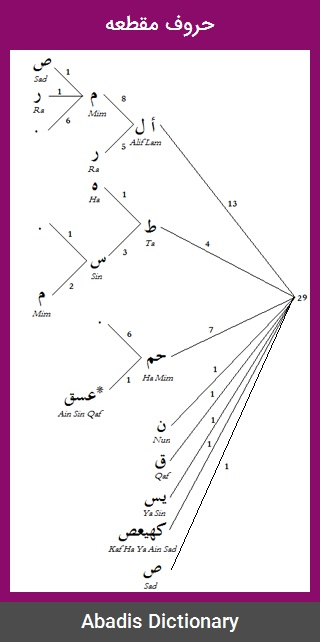 حروف مقطعه
ص
Sad
1
ر
Ra
1
م
Mim
8
.
6
أ ل
Alif Lam
ر
Ra
5
13
ه
Ha
1
.
1
ط
Ta
4
س
Sin
3
م
Mim
2
29
.
6
7
حم
Ha Mim
1
عسق*
Ain Sin Qaf
1
ن
Nun
1
ق
Qaf
1
يس
Ya Sin
1
كهيعص
Kaf Ha Ya Ain Sad
1
ص
Sad
Abadis Dictionary